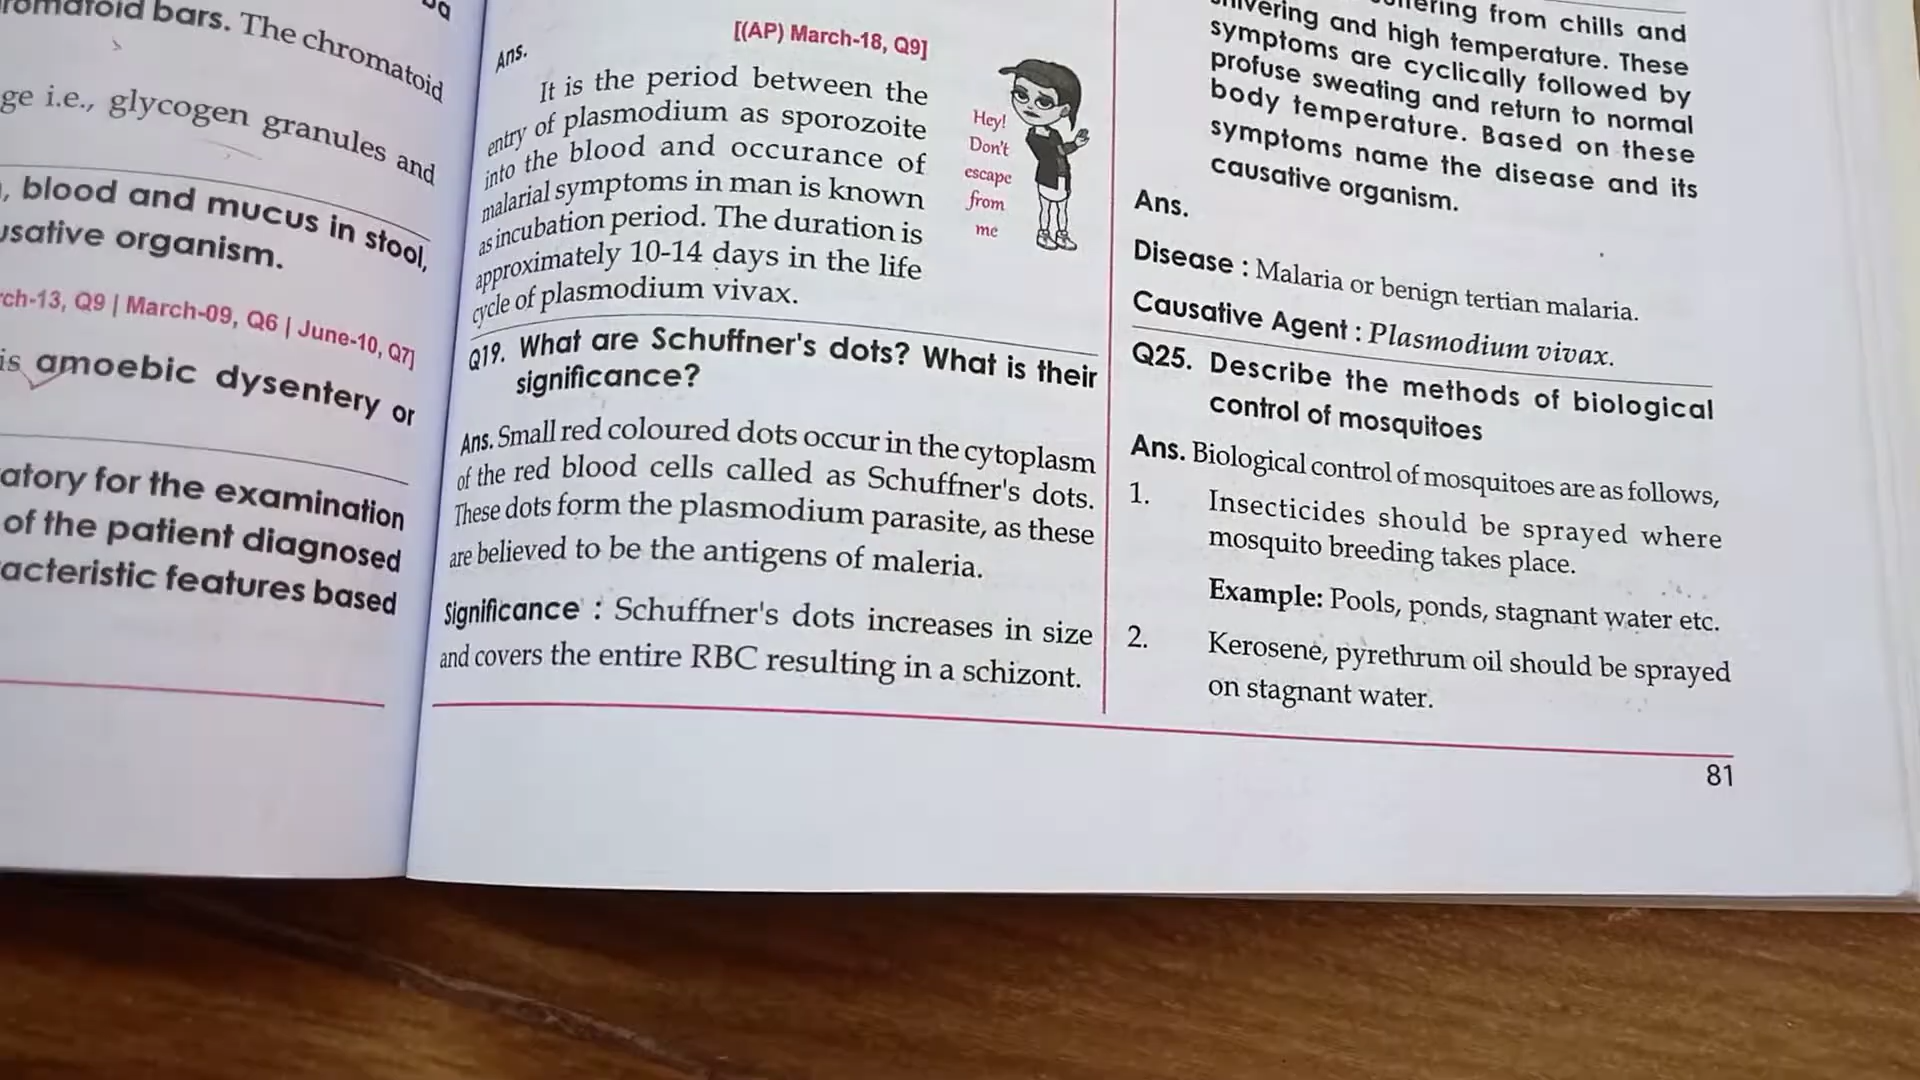 omatoid bars. The chromatoid
ge i.e., glycogen granules and
, blood and mucus in stool,
usative organism.
rch-13, Q9 | March-09, Q6 | June-10, Q7]
is amoebic dysentery or
atory for the examination
of the patient diagnosed
acteristic features based
[(AP) March-18, Q9]
Ans.
It is the period between the
entry of plasmodium as sporozoite
into the blood and occurance of
malarial symptoms in man is known
as incubation period. The duration is
approximately 10-14 days in the life
cycle of plasmodium vivax.
Hey!
Don't
escape
from
me
Q19. What are Schuffner's dots? What is their
significance?
Ans. Small red coloured dots occur in the cytoplasm
of the red blood cells called as Schuffner's dots.
These dots form the plasmodium parasite, as these
are believed to be the antigens of maleria.
Significance : Schuffner's dots increases in size
and covers the entire RBC resulting in a schizont.
from chills and
and high temperature. These
symptoms are cyclically followed by
profuse sweating and return to normal
body temperature. Based on these
symptoms name the disease and its
causative organism.
Ans.
Disease : Malaria or benign tertian malaria.
Causative Agent : Plasmodium vivax.
Q25. Describe the methods of biological
control of mosquitoes
Ans. Biological control of mosquitoes are as follows,
1. Insecticides should be sprayed where
mosquito breeding takes place.
Example: Pools, ponds, stagnant water etc.
2. Kerosene, pyrethrum oil should be sprayed
on stagnant water.
81